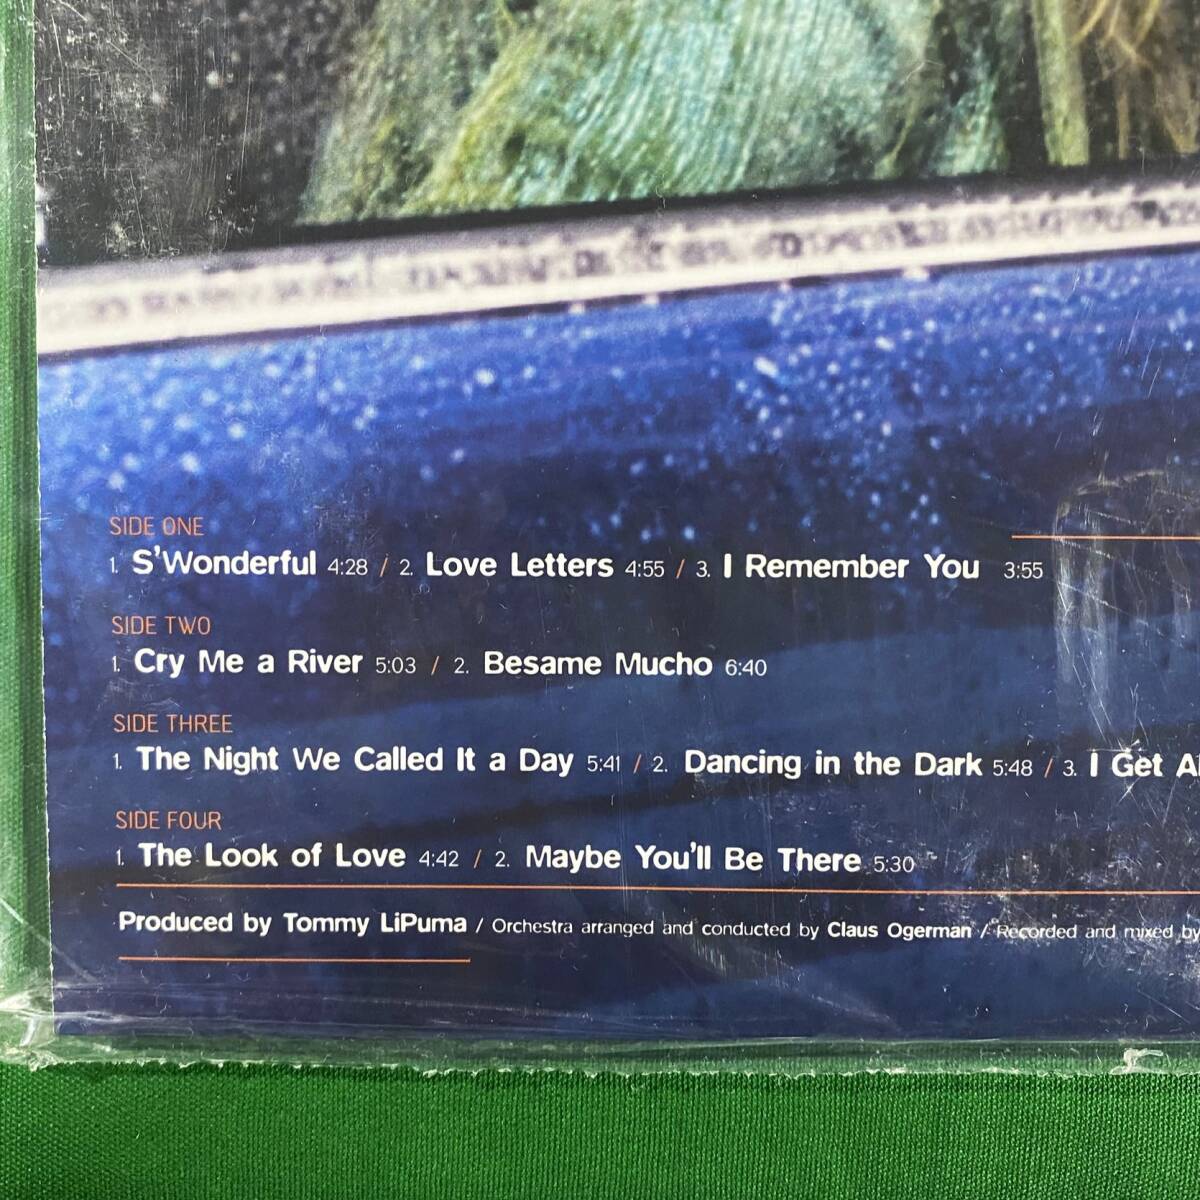 SIDE ONE
1. S'Wonderful 4:28 / 2. Love Letters 4:55 / 3. I Remember You 3:55
SIDE TWO
1. Cry Me a River 5:03 / 2. Besame Mucho 6:40
SIDE THREE
1. The Night We Called It a Day 5:41 / 2. Dancing in the Dark 5:48 / 3. I Get A
SIDE FOUR
1. The Look of Love 4:42 / 2. Maybe You'll Be There 5:30
Produced by Tommy LiPuma / Orchestra arranged and conducted by Claus Ogerman / Recorded and mixed by